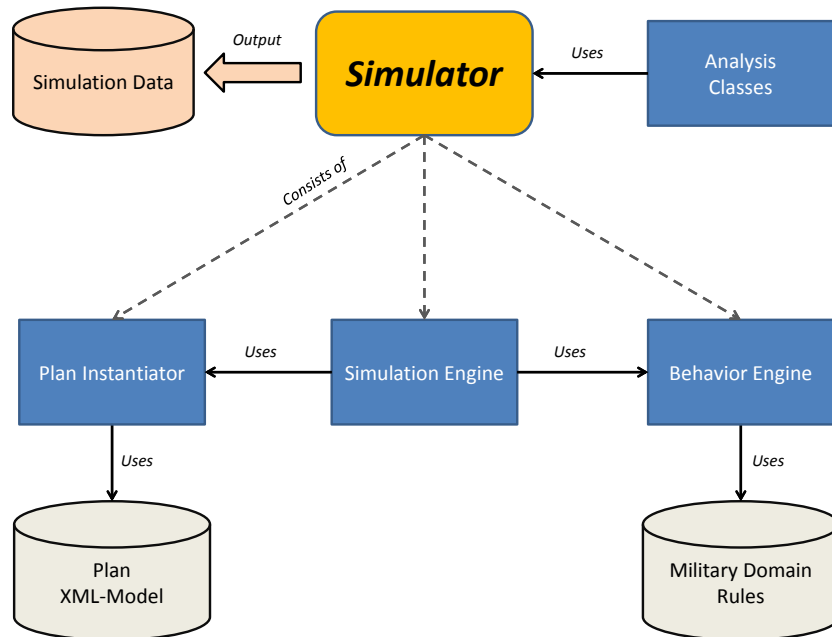 Output
Simulation Data
Simulator
Uses
Analysis
Classes
Consists of
Plan Instantiator
Uses
Simulation Engine
Uses
Behavior Engine
Uses
Uses
Plan
XML-Model
Military Domain
Rules